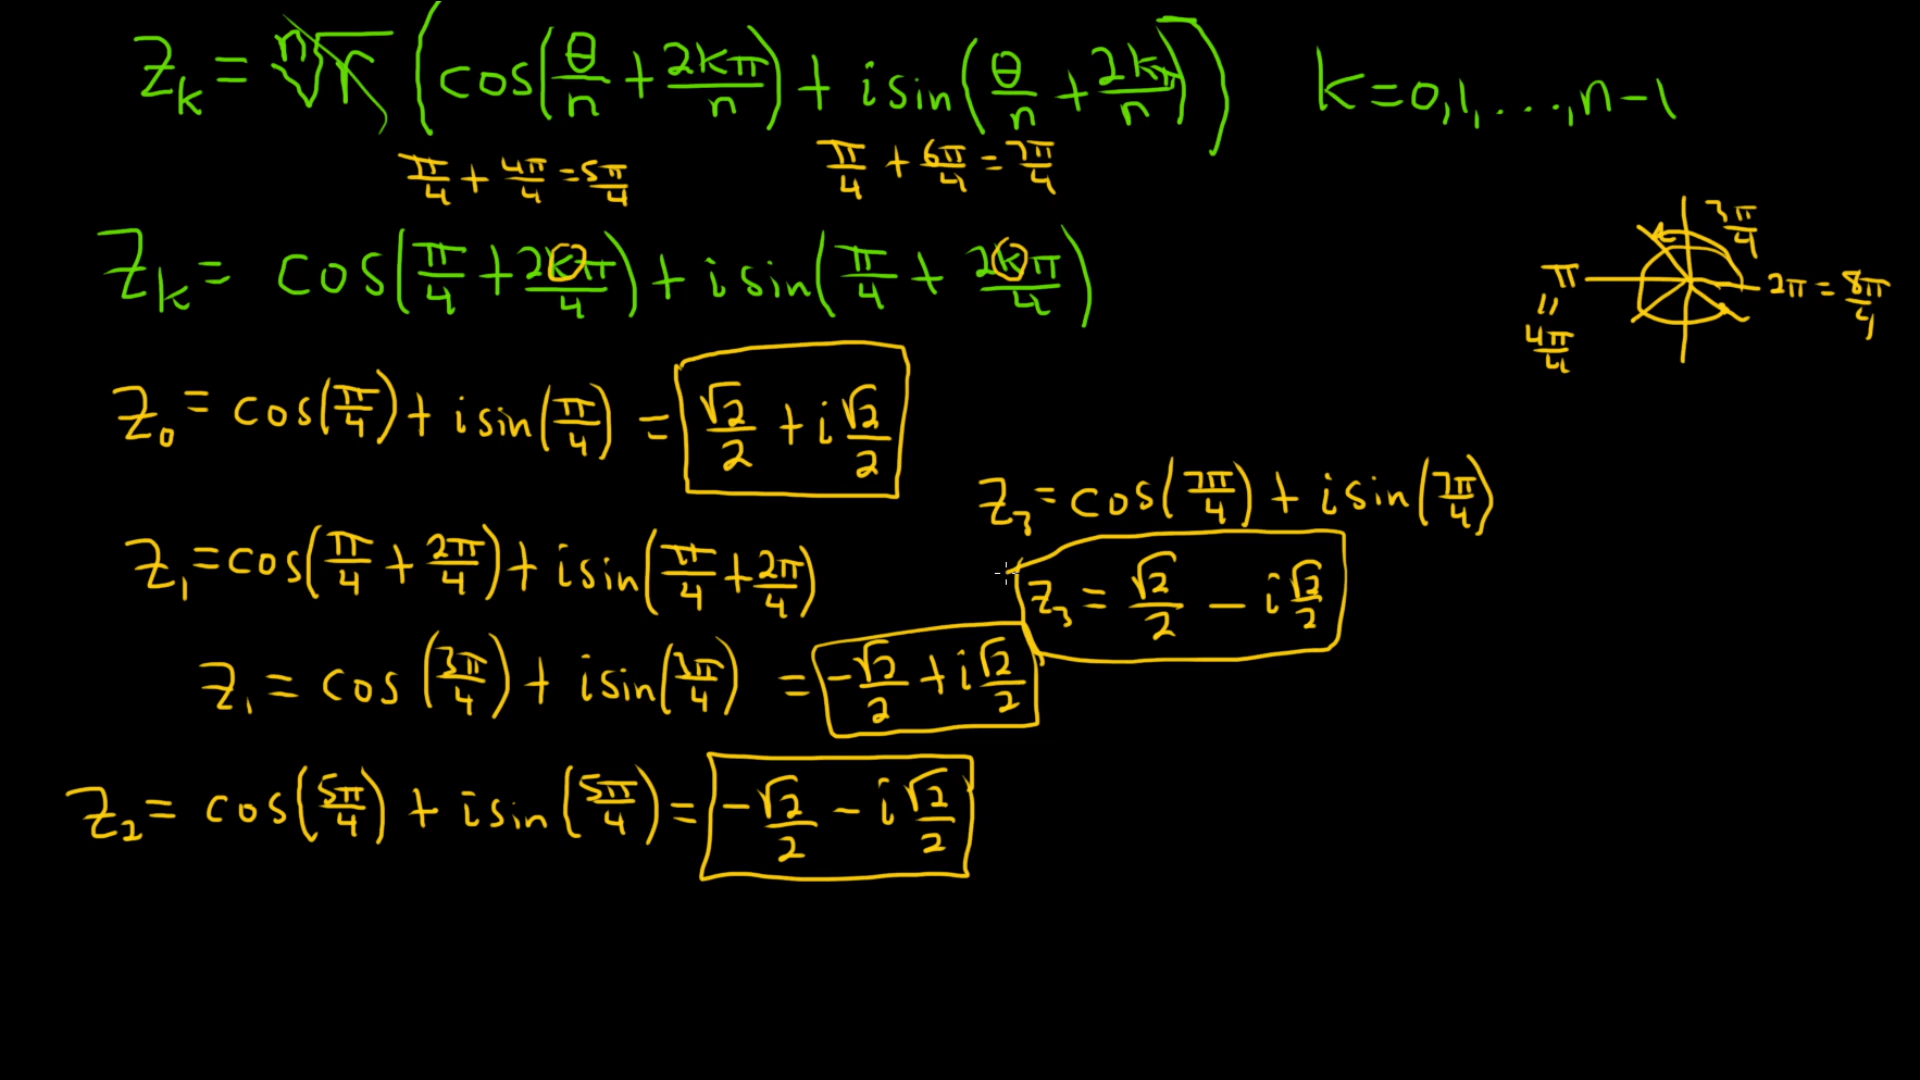 Z_k = ⁿ√r (cos(θ/n + 2kπ/n) + i sin(θ/n + 2kπ/n)) k = 0,1,...,n-1
π/4 + 4π/4 = 5π/4
π/4 + 6π/4 = 7π/4
Z_k = cos(π/4 + 2kπ/4) + i sin(π/4 + 2kπ/4)
3π/4
π
=
4π/4
2π = 8π/4
Z_0 = cos(π/4) + i sin(π/4) = √2/2 + i √2/2
Z_1 = cos(π/4 + 2π/4) + i sin(π/4 + 2π/4)
Z_1 = cos(3π/4) + i sin(3π/4) = -√2/2 + i √2/2
Z_2 = cos(5π/4) + i sin(5π/4) = -√2/2 - i √2/2
Z_3 = cos(7π/4) + i sin(7π/4)
Z_3 = √2/2 - i √2/2